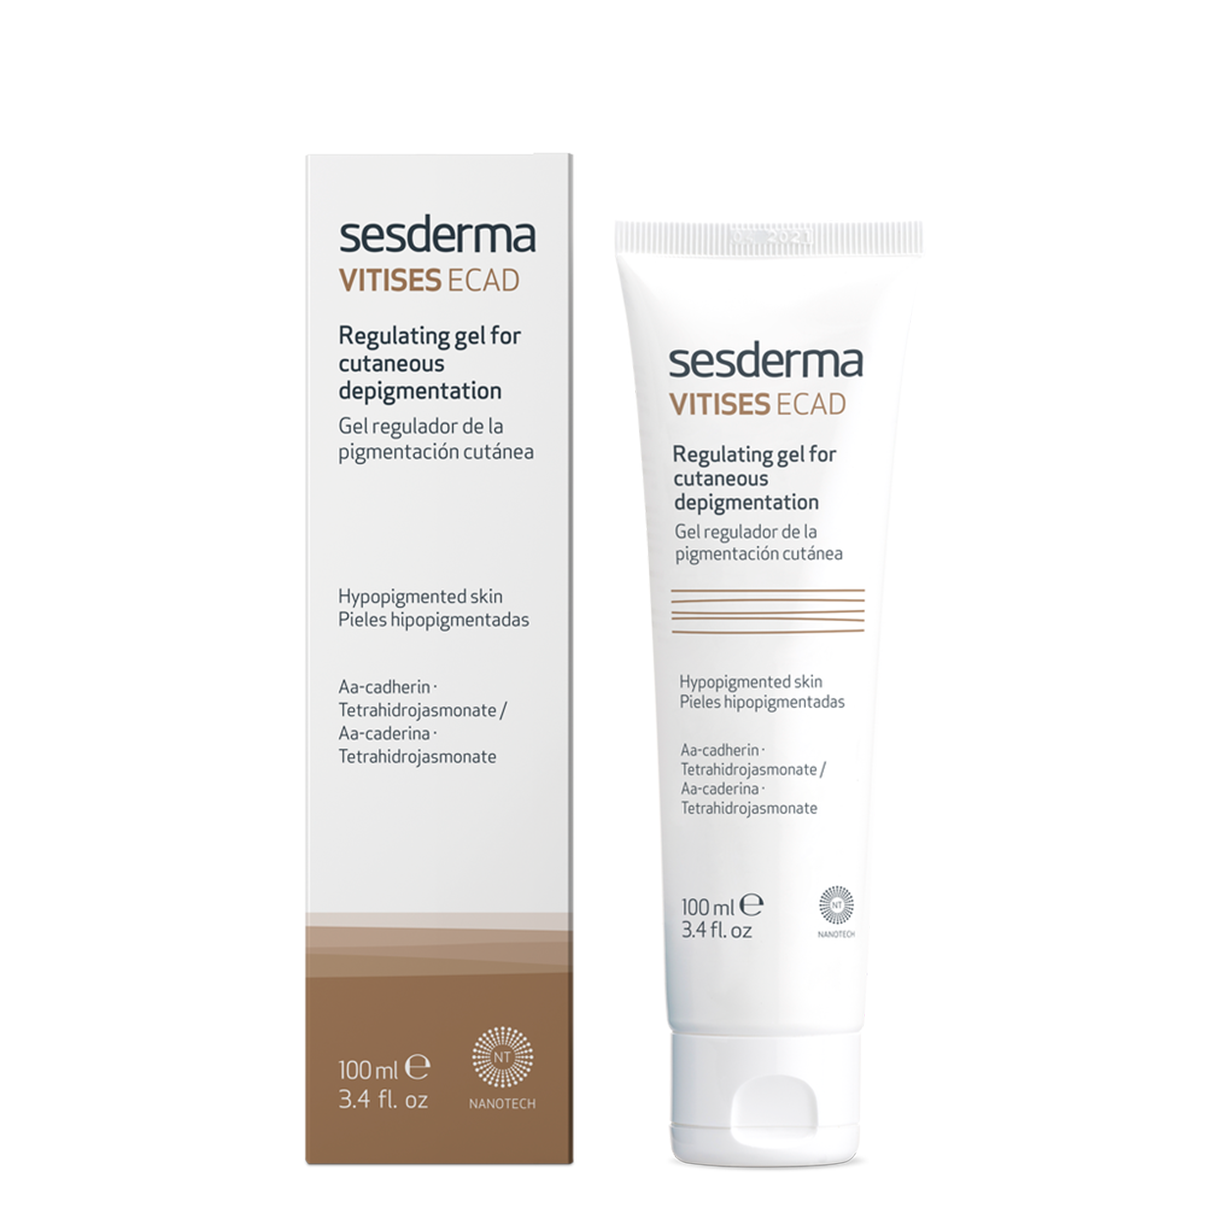 sesderma
VITISES ECAD
Regulating gel for
cutaneous
depigmentation
Gel regulador de la
pigmentación cutánea
Hypopigmented skin
Pieles hipopigmentadas
Aa-cadherin ·
Tetrahidrojasmonate /
Aa-caderina ·
Tetrahidrojasmonate
100 ml ℮
3.4 fl. oz
NT
NANOTECH
2021
sesderma
VITISES ECAD
Regulating gel for
cutaneous
depigmentation
Gel regulador de la
pigmentación cutánea
Hypopigmented skin
Pieles hipopigmentadas
Aa-cadherin ·
Tetrahidrojasmonate /
Aa-caderina ·
Tetrahidrojasmonate
100 ml ℮
3.4 fl. oz
NT
NANOTECH